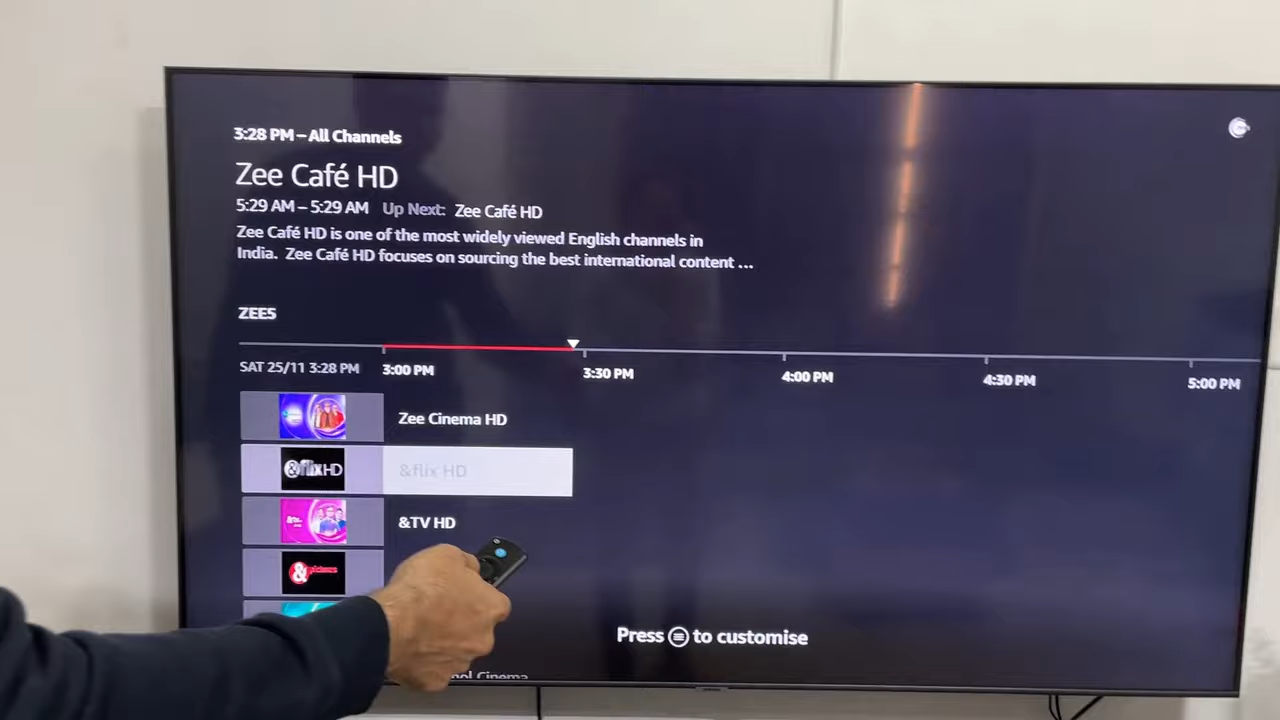 3:28 PM – All Channels
Zee Café HD
5:29 AM – 5:29 AM Up Next: Zee Café HD
Zee Café HD is one of the most widely viewed English channels in
India. Zee Café HD focuses on sourcing the best international content ...
ZEE5
SAT 25/11 3:28 PM 3:00 PM 3:30 PM 4:00 PM 4:30 PM 5:00 PM
Zee Cinema HD
&flix HD &flix HD
&TV HD
&pictures
Press to customise
Cinema